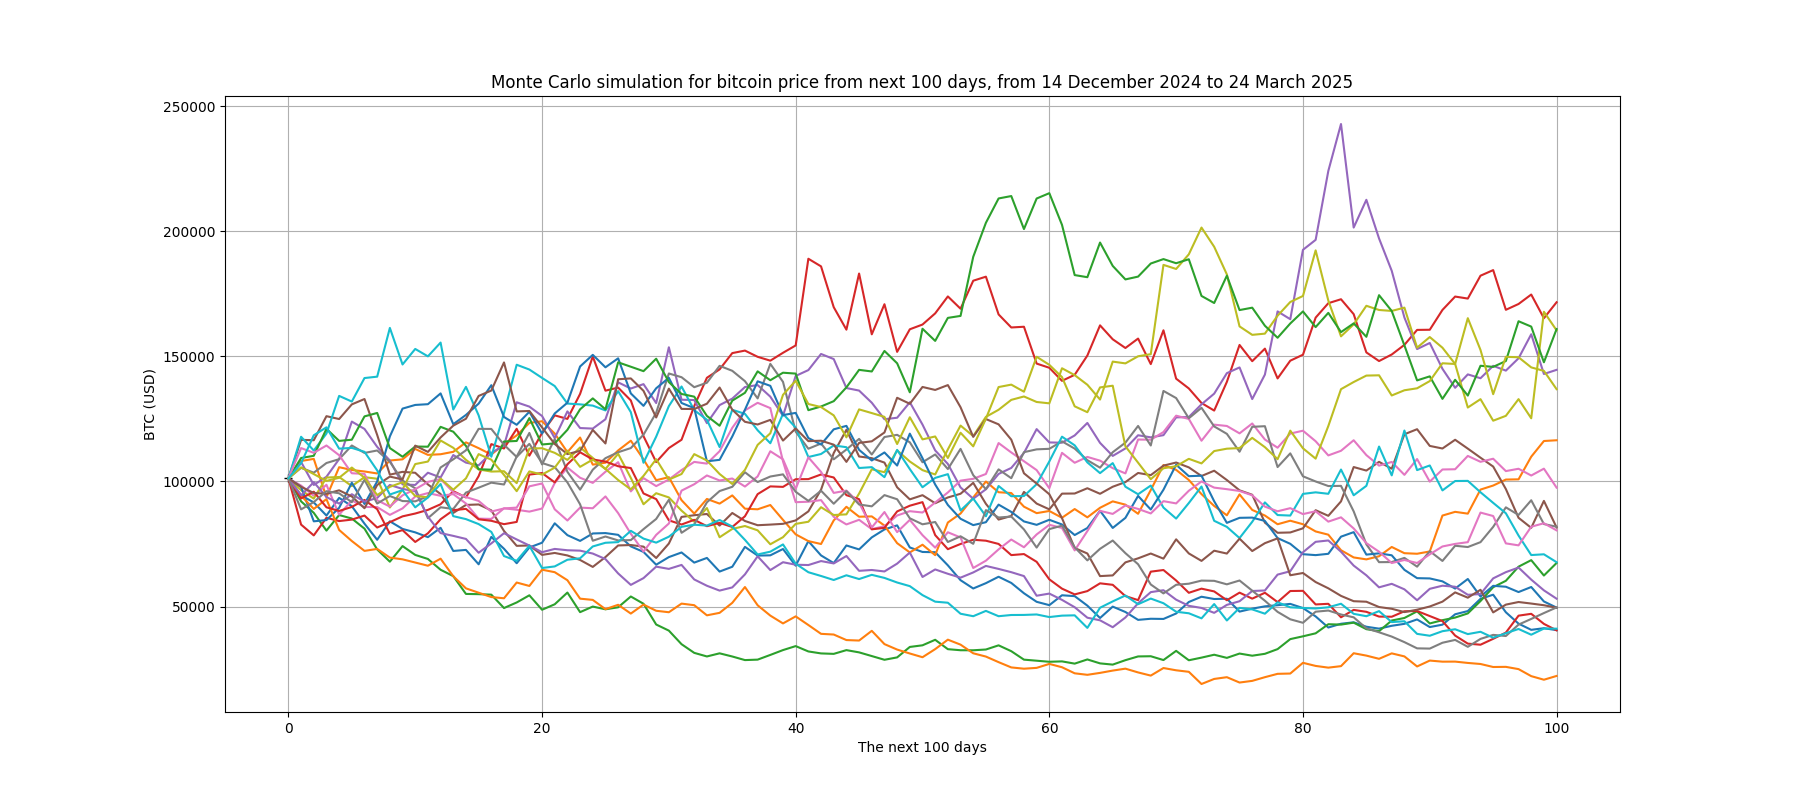 Monte Carlo simulation for bitcoin price from next 100 days, from 14 December 2024 to 24 March 2025
250000
200000
150000
100000
50000
BTC (USD)
0 20 40 60 80 100
The next 100 days